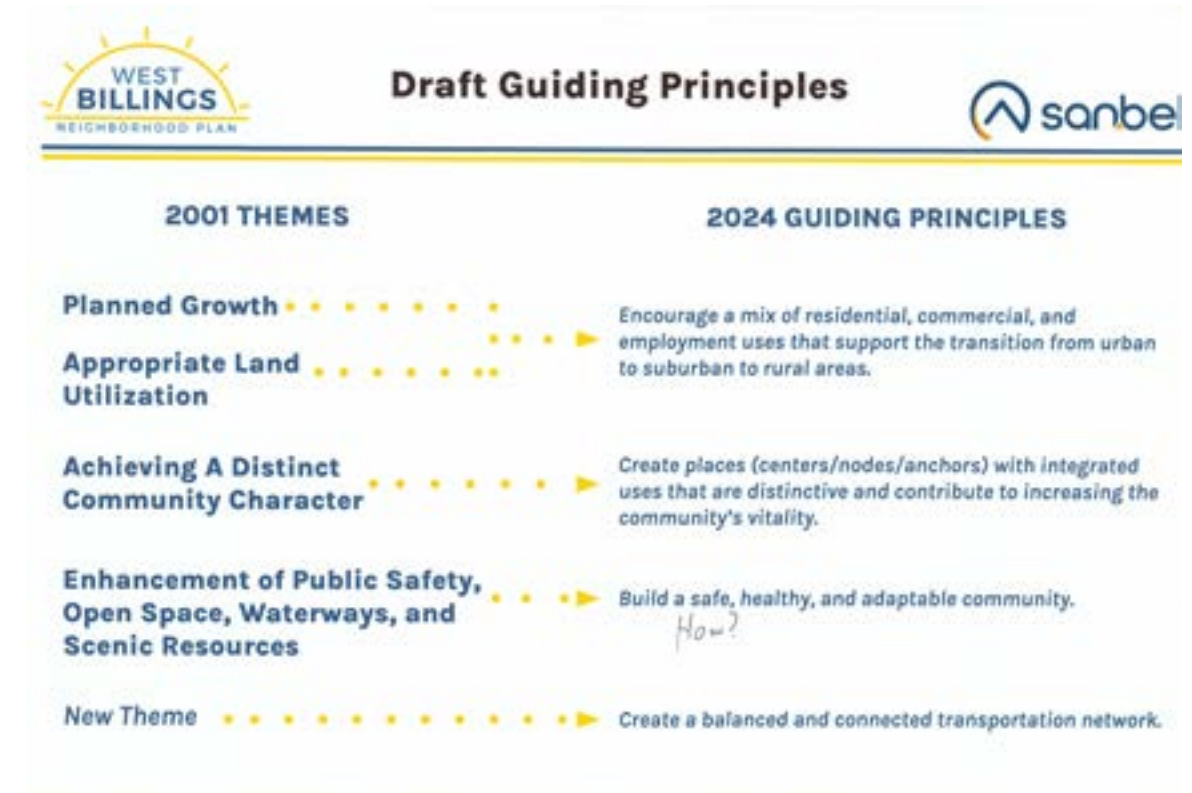 WEST
BILLINGS
NEIGHBORHOOD PLAN
Draft Guiding Principles
sanbel
2001 THEMES
2024 GUIDING PRINCIPLES
Planned Growth
Appropriate Land
Utilization
Encourage a mix of residential, commercial, and
employment uses that support the transition from urban
to suburban to rural areas.
Achieving A Distinct
Community Character
Create places (centers/nodes/anchors) with integrated
uses that are distinctive and contribute to increasing the
community's vitality.
Enhancement of Public Safety,
Open Space, Waterways, and
Scenic Resources
Build a safe, healthy, and adaptable community.
How?
New Theme
Create a balanced and connected transportation network.